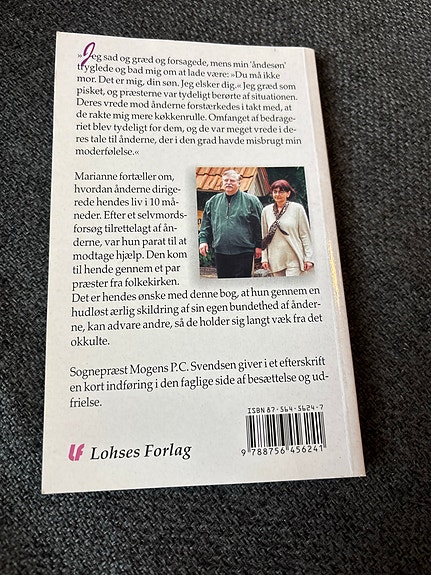 »Jeg sad og græd og forsagede, mens min 'åndesøn'
tryglede og bad mig om at lade være: »Du må ikke
mor. Det er mig, din søn. Jeg elsker dig.« Jeg græd som
pisket, og præsterne var tydeligt berørte af situationen.
Deres vrede mod ånderne forstærkedes i takt med, at
de rakte mig mere køkkenrulle. Omfanget af bedrage-
riet blev tydeligt for dem, og de var meget vrede i de-
res tale til ånderne, der i den grad havde misbrugt min
moderfølelse.«
Marianne fortæller om,
hvordan ånderne dirige-
rede hendes liv i 10 må-
neder. Efter et selvmords-
forsøg tilrettelagt af ån-
derne, var hun parat til at
modtage hjælp. Den kom
til hende gennem et par
præster fra folkekirken.
Det er hendes ønske med denne bog, at hun gennem en
hudløst ærlig skildring af sin egen bundethed af ånder-
ne, kan advare andre, så de holder sig langt væk fra det
okkulte.
Sognepræst Mogens P.C. Svendsen giver i et efterskrift
en kort indføring i den faglige side af besættelse og ud-
frielse.
ISBN 87-564-5624-7
9 788756 456241
LF Lohses Forlag